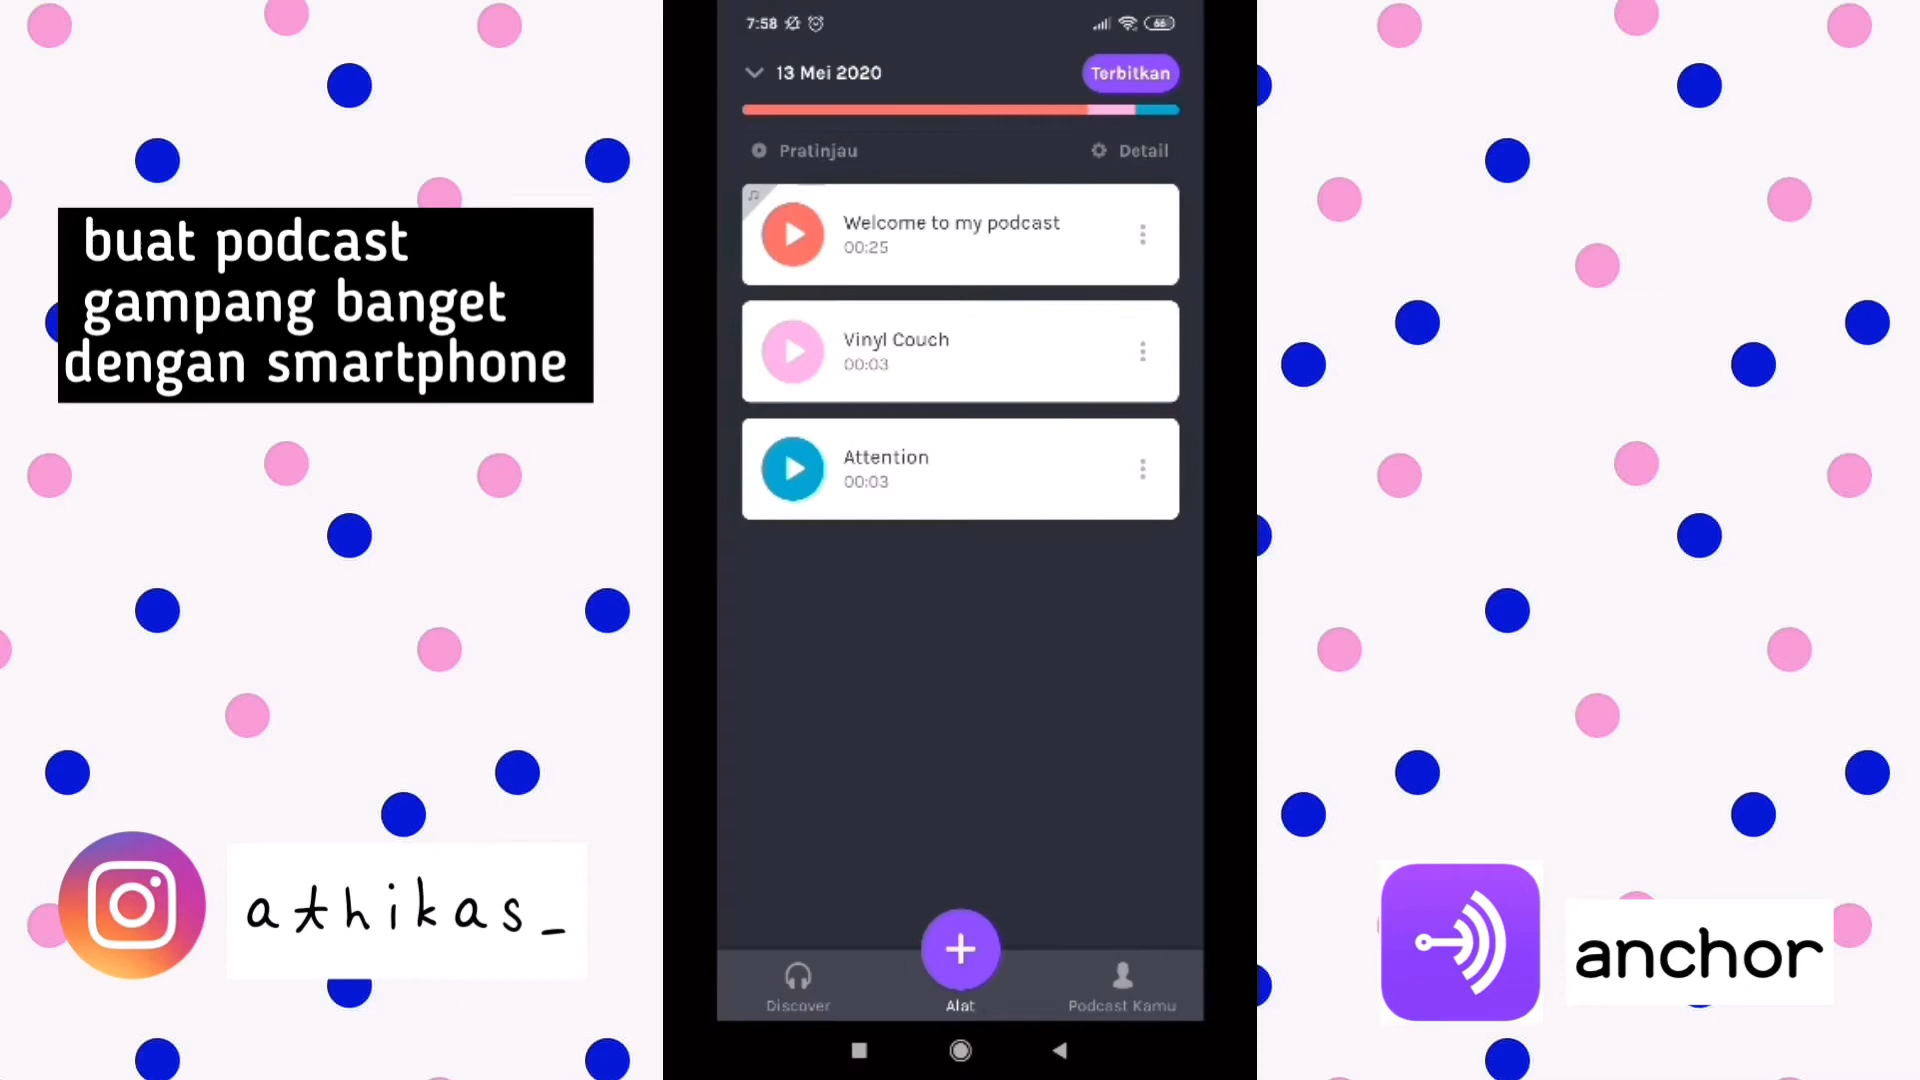 buat podcast
gampang banget
dengan smartphone
athikas_
7:58
66
13 Mei 2020
Terbitkan
Pratinjau
Detail
Welcome to my podcast
00:25
Vinyl Couch
00:03
Attention
00:03
Discover
Alat
Podcast Kamu
anchor